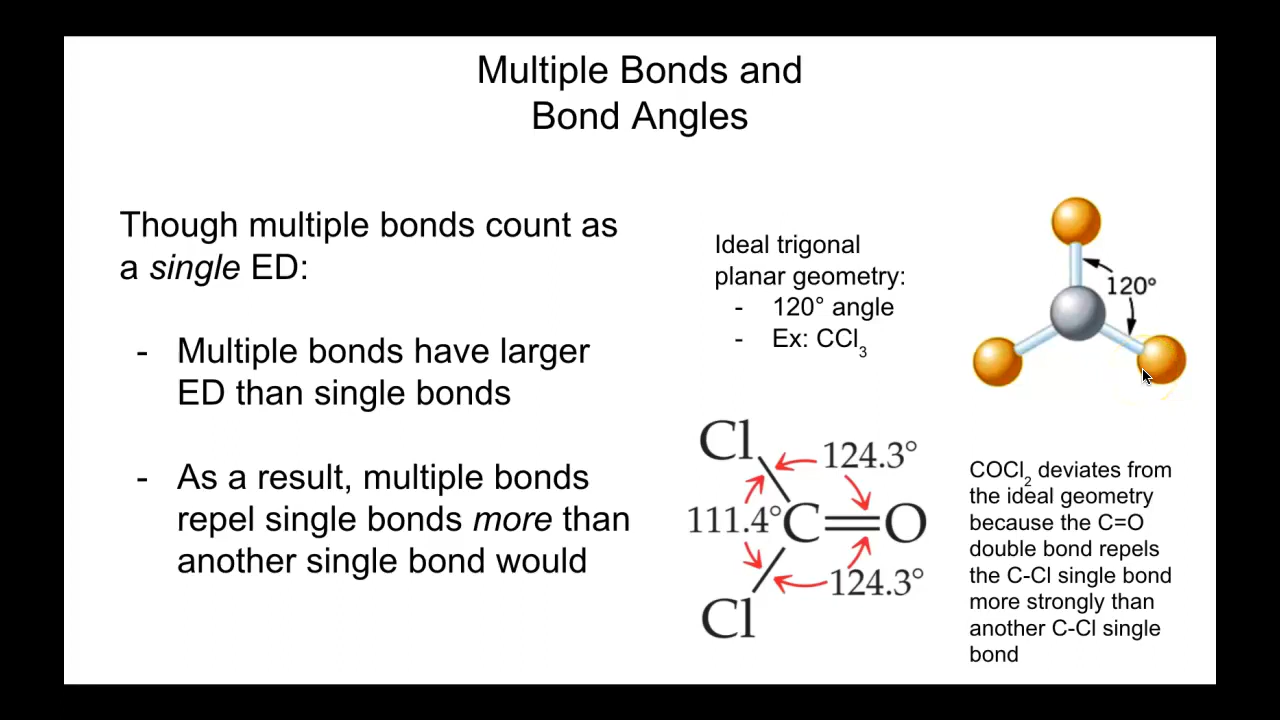 Multiple Bonds and
Bond Angles
Though multiple bonds count as
a single ED:
- Multiple bonds have larger
ED than single bonds
- As a result, multiple bonds
repel single bonds more than
another single bond would
Ideal trigonal
planar geometry:
- 120° angle
- Ex: CCl3
120°
Cl
124.3°
111.4°
C=O
124.3°
Cl
COCl2 deviates from
the ideal geometry
because the C=O
double bond repels
the C-Cl single bond
more strongly than
another C-Cl single
bond